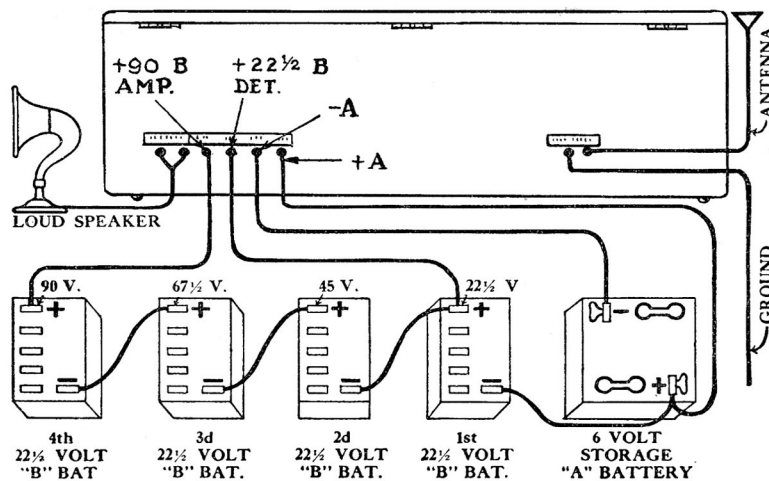 +90 B
AMP.
+22½ B
DET.
-A
+A
ANTENNA
LOUD SPEAKER
GROUND
90 V.
67½ V.
45 V.
22½ V
+
+
+
+
-
+
4th
22½ VOLT
"B" BAT
3d
22½ VOLT
"B" BAT.
2d
22½ VOLT
"B" BAT.
1st
22½ VOLT
"B" BAT.
6 VOLT
STORAGE
"A" BATTERY